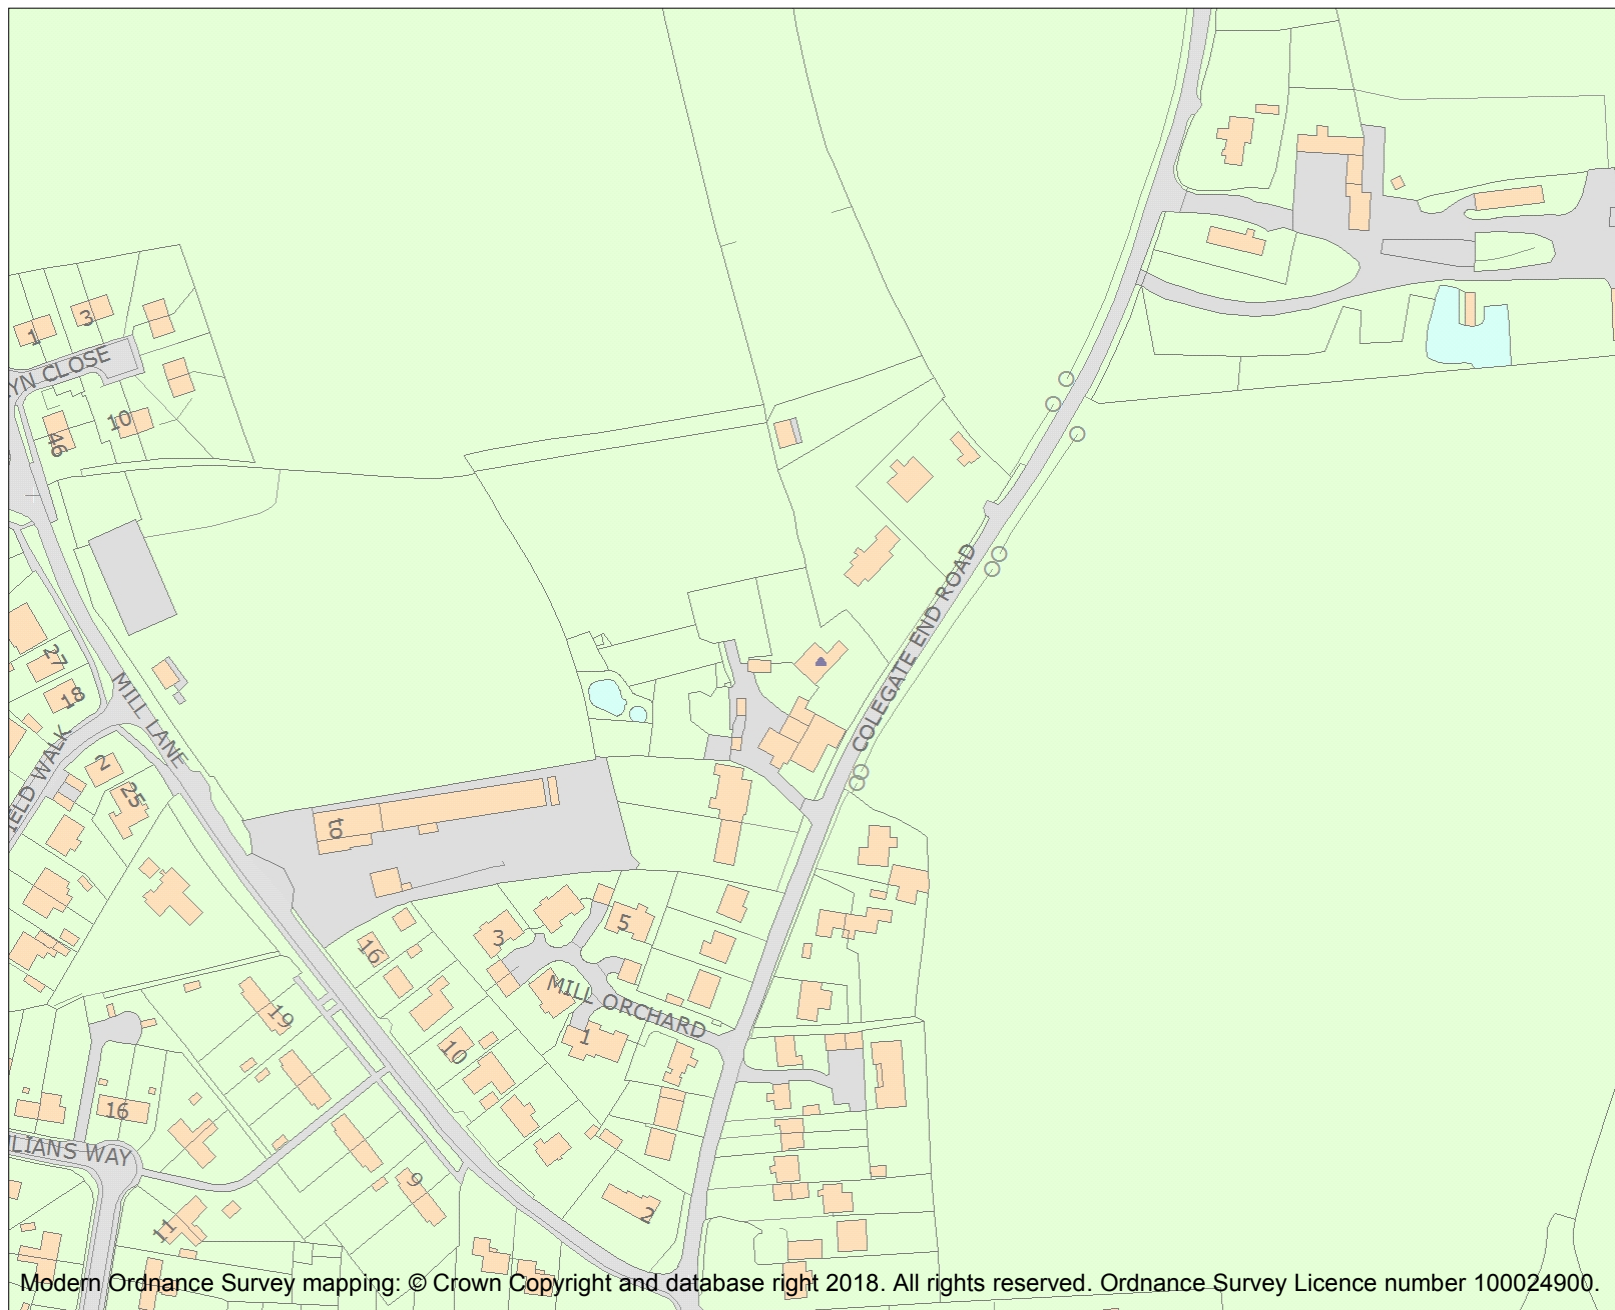 3
1
YN CLOSE
10
46
COLEGATE END ROAD
27
18
MILL LANE
IELD WALK
2
25
to
5
3
16
MILL ORCHARD
19
1
10
16
LIANS WAY
9
2
11
Modern Ordnance Survey mapping: © Crown Copyright and database right 2018. All rights reserved. Ordnance Survey Licence number 100024900.